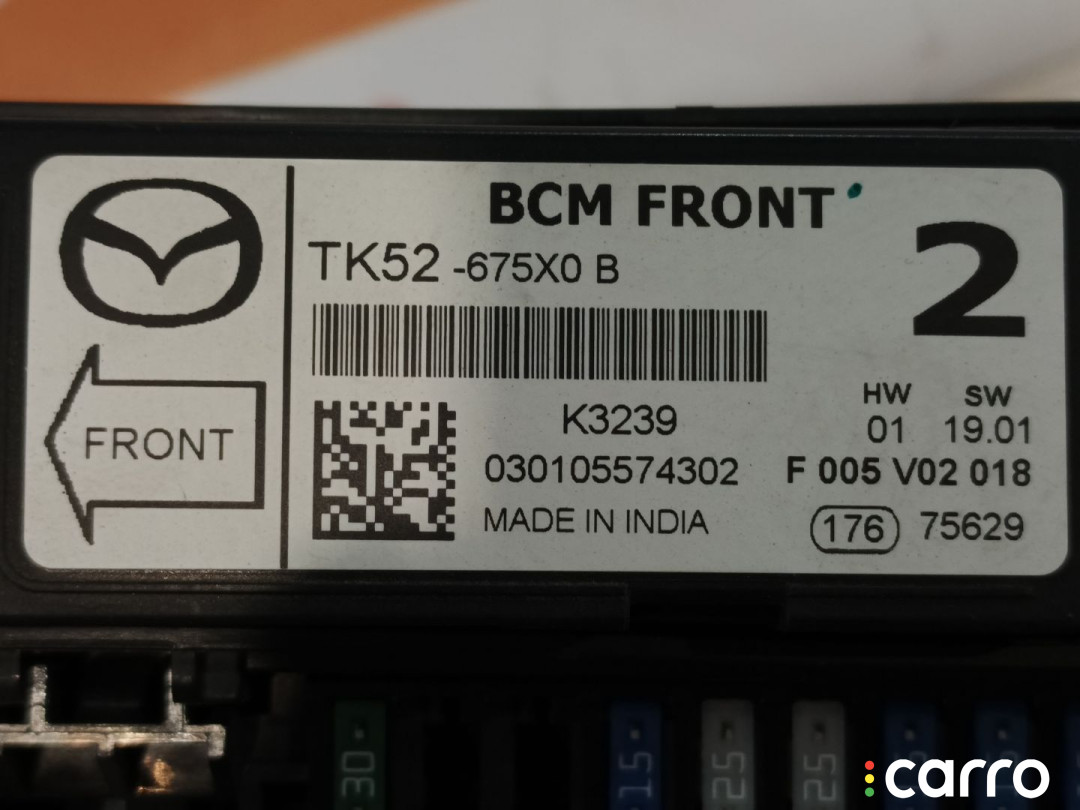 BCM FRONT
TK52 -675X0 B
2
FRONT
K3239
HW SW
01 19.01
030105574302 F 005 V02 018
MADE IN INDIA
176 75629
30 15 25 25
carro